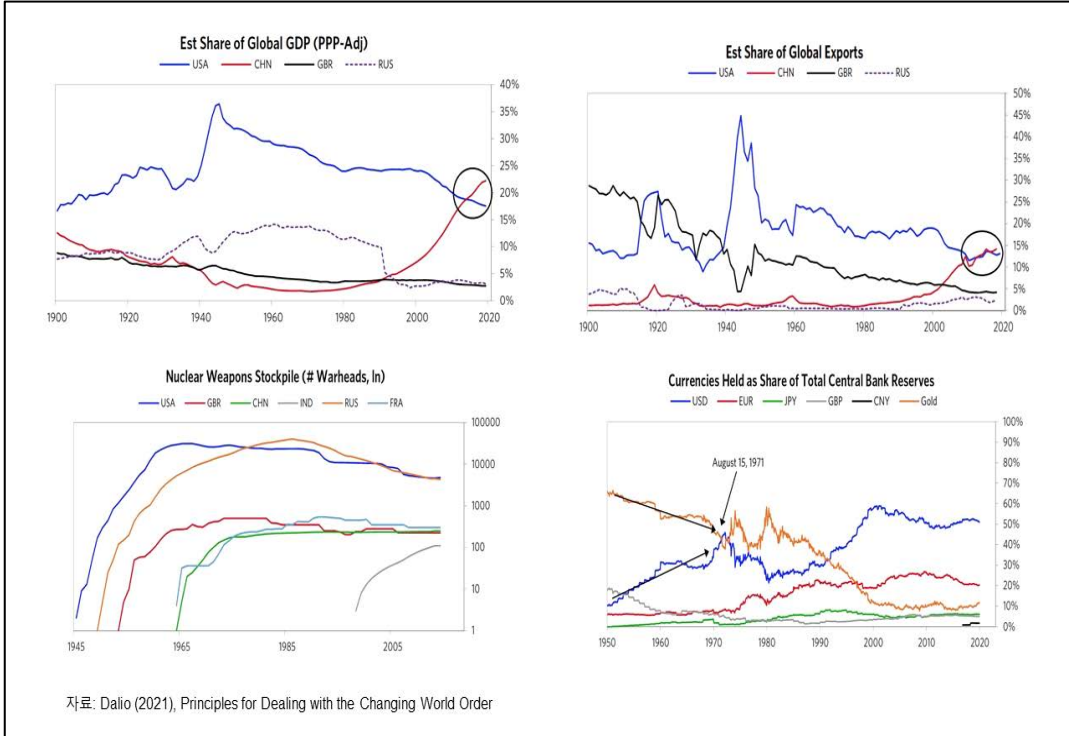 Est Share of Global GDP (PPP-Adj)
USA CHN GBR RUS
40%
35%
30%
25%
20%
15%
10%
5%
0%
1900 1920 1940 1960 1980 2000 2020
Est Share of Global Exports
USA CHN GBR RUS
50%
45%
40%
35%
30%
25%
20%
15%
10%
5%
0%
1900 1920 1940 1960 1980 2000 2020
Nuclear Weapons Stockpile (# Warheads, ln)
USA GBR CHN IND RUS FRA
100000
10000
1000
100
10
1
1945 1965 1985 2005
Currencies Held as Share of Total Central Bank Reserves
USD EUR JPY GBP CNY Gold
August 15, 1971
100%
90%
80%
70%
60%
50%
40%
30%
20%
10%
0%
1950 1960 1970 1980 1990 2000 2010 2020
자료: Dalio (2021), Principles for Dealing with the Changing World Order